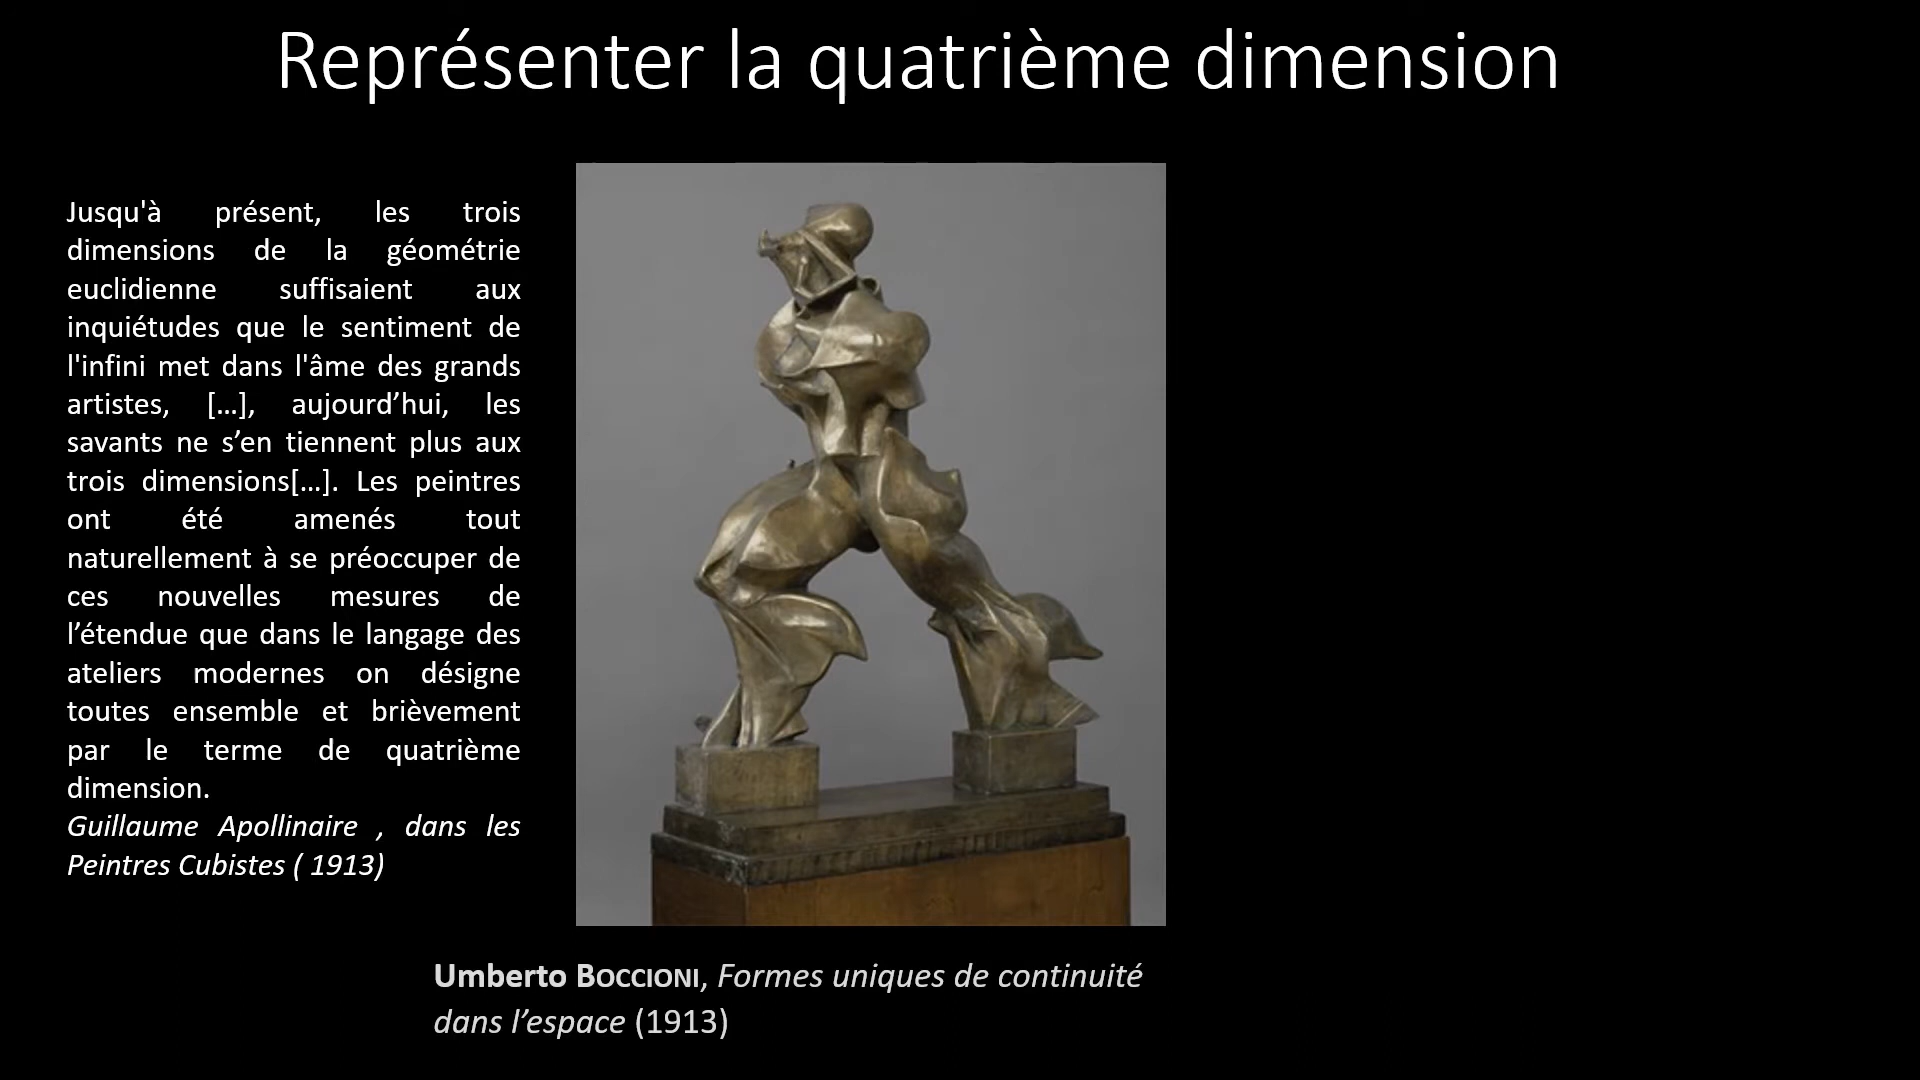 Représenter la quatrième dimension
Jusqu'à présent, les trois
dimensions de la géométrie
euclidienne suffisaient aux
inquiétudes que le sentiment de
l'infini met dans l'âme des grands
artistes, […], aujourd’hui, les
savants ne s’en tiennent plus aux
trois dimensions[…]. Les peintres
ont été amenés tout
naturellement à se préoccuper de
ces nouvelles mesures de
l’étendue que dans le langage des
ateliers modernes on désigne
toutes ensemble et brièvement
par le terme de quatrième
dimension.
Guillaume Apollinaire , dans les
Peintres Cubistes ( 1913)
Umberto BOCCIONI, Formes uniques de continuité
dans l’espace (1913)